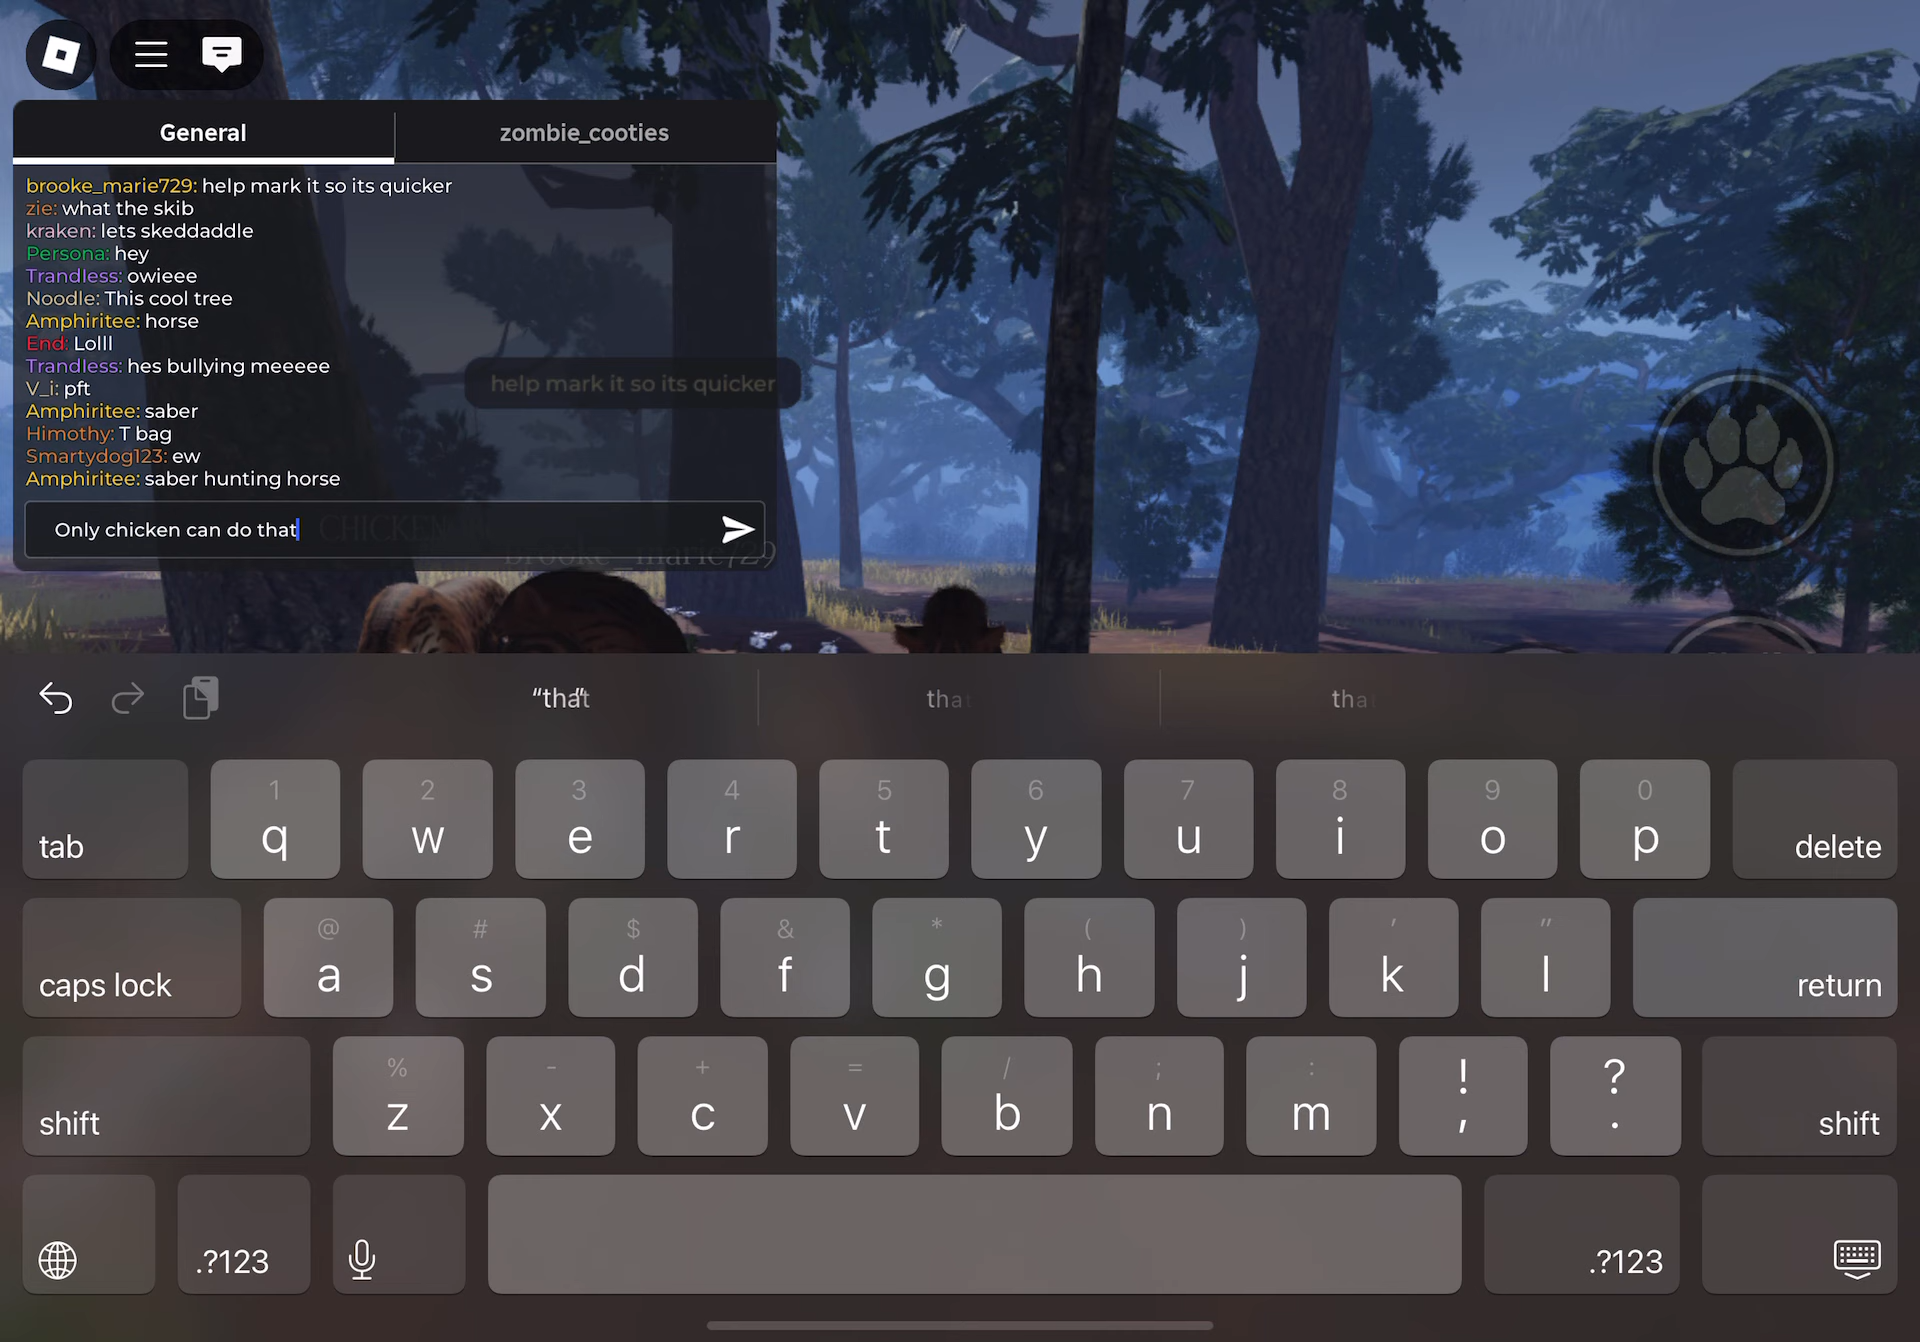 General
zombie_cooties
brooke_marie729: help mark it so its quicker
zie: what the skib
kraken: lets skeddaddle
Persona: hey
Trandless: owieee
Noodle: This cool tree
Amphiritee: horse
End: Lolll
Trandless: hes bullying meeeee
V_i: pft
Amphiritee: saber
Himothy: T bag
Smartydog123: ew
Amphiritee: saber hunting horse
help mark it so its quicker
Only chicken can do that
CHICKEN
brooke_marie729
“that
that
tha
tab
1 2 3 4 5 6 7 8 9 0
q w e r t y u i o p
delete
caps lock
@ # $ & * ( ) ' "
a s d f g h j k l
return
shift
% - + = / ; : ! ?
z x c v b n m , .
shift
.?123
.?123